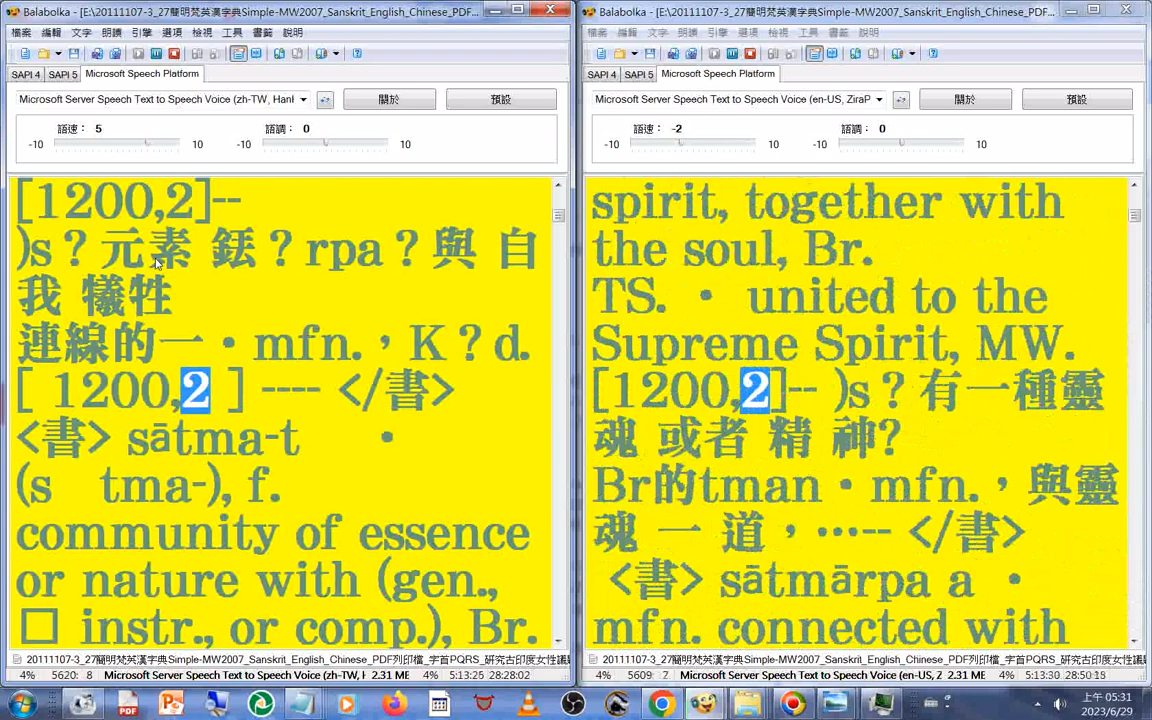 Balabolka - [E:\20111107-3_27簡明梵英漢字典Simple-MW2007_Sanskrit_English_Chinese_PDF...
檔案 編輯 文字 朗讀 引擎 選項 檢視 工具 書籤 說明
SAPI 4 SAPI 5 Microsoft Speech Platform
Microsoft Server Speech Text to Speech Voice (zh-TW, HanI
關於 預設
語速: 5 語調: 0
-10 10 -10 10
[1200,2]--
)s？元素 鋕？rpa？與 自
我 犧牲
連線的一・mfn.，K？d.
[ 1200,2 ] ---- </書>
<書> sātma-t ・
(s tma-), f.
community of essence
or nature with (gen.,
□ instr., or comp.), Br.
20111107-3_27簡明梵英漢字典Simple-MW2007_Sanskrit_English_Chinese_PDF列印檔_字首PQRS_研究古印度女性議
4% 5620: 8 Microsoft Server Speech Text to Speech Voice (zh-TW, 2.31 ME 4% 5:13:25 28:28:02
Balabolka - [E:\20111107-3_27簡明梵英漢字典Simple-MW2007_Sanskrit_English_Chinese_PDF...
檔案 編輯 文字 朗讀 引擎 選項 檢視 工具 書籤 說明
SAPI 4 SAPI 5 Microsoft Speech Platform
Microsoft Server Speech Text to Speech Voice (en-US, ZiraP
關於 預設
語速: -2 語調: 0
-10 10 -10 10
spirit, together with
the soul, Br.
TS. ・ united to the
Supreme Spirit, MW.
[1200,2]-- )s？有一種靈
魂 或者 精 神?
Br的tman・mfn.，與靈
魂 一 道，…-- </書>
<書> sātmārpa a ・
mfn. connected with
20111107-3_27簡明梵英漢字典Simple-MW2007_Sanskrit_English_Chinese_PDF列印檔_字首PQRS_研究古印度女性議
4% 5609: Microsoft Server Speech Text to Speech Voice (en-US, Z 2.31 ME 4% 5:13:30 28:50:18
上午 05:31
2023/6/29